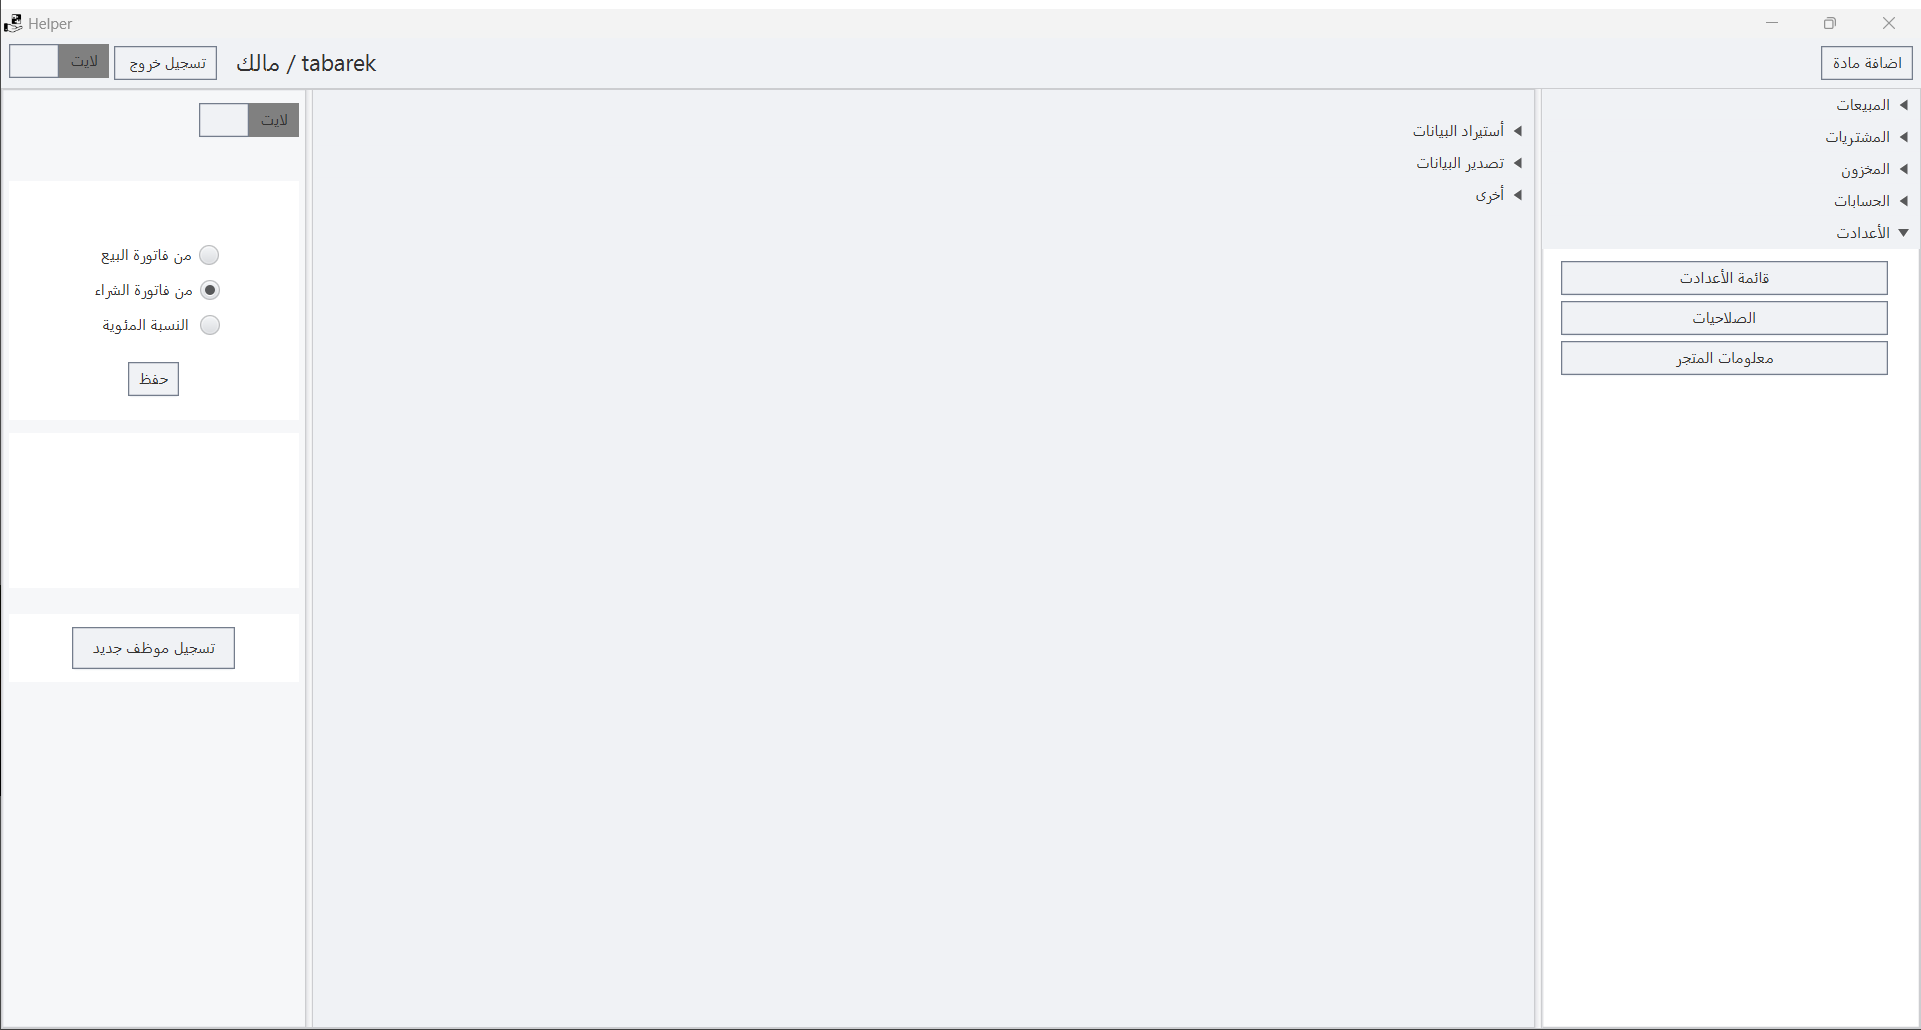 Helper
اضافة مادة
مالك / tabarek
تسجيل خروج
لايت
المبيعات
المشتريات
المخزون
الحسابات
الأعدادت
قائمة الأعدادت
الصلاحيات
معلومات المتجر
أستيراد البيانات
تصدير البيانات
أخرى
لايت
من فاتورة البيع
من فاتورة الشراء
النسبة المئوية
حفظ
تسجيل موظف جديد